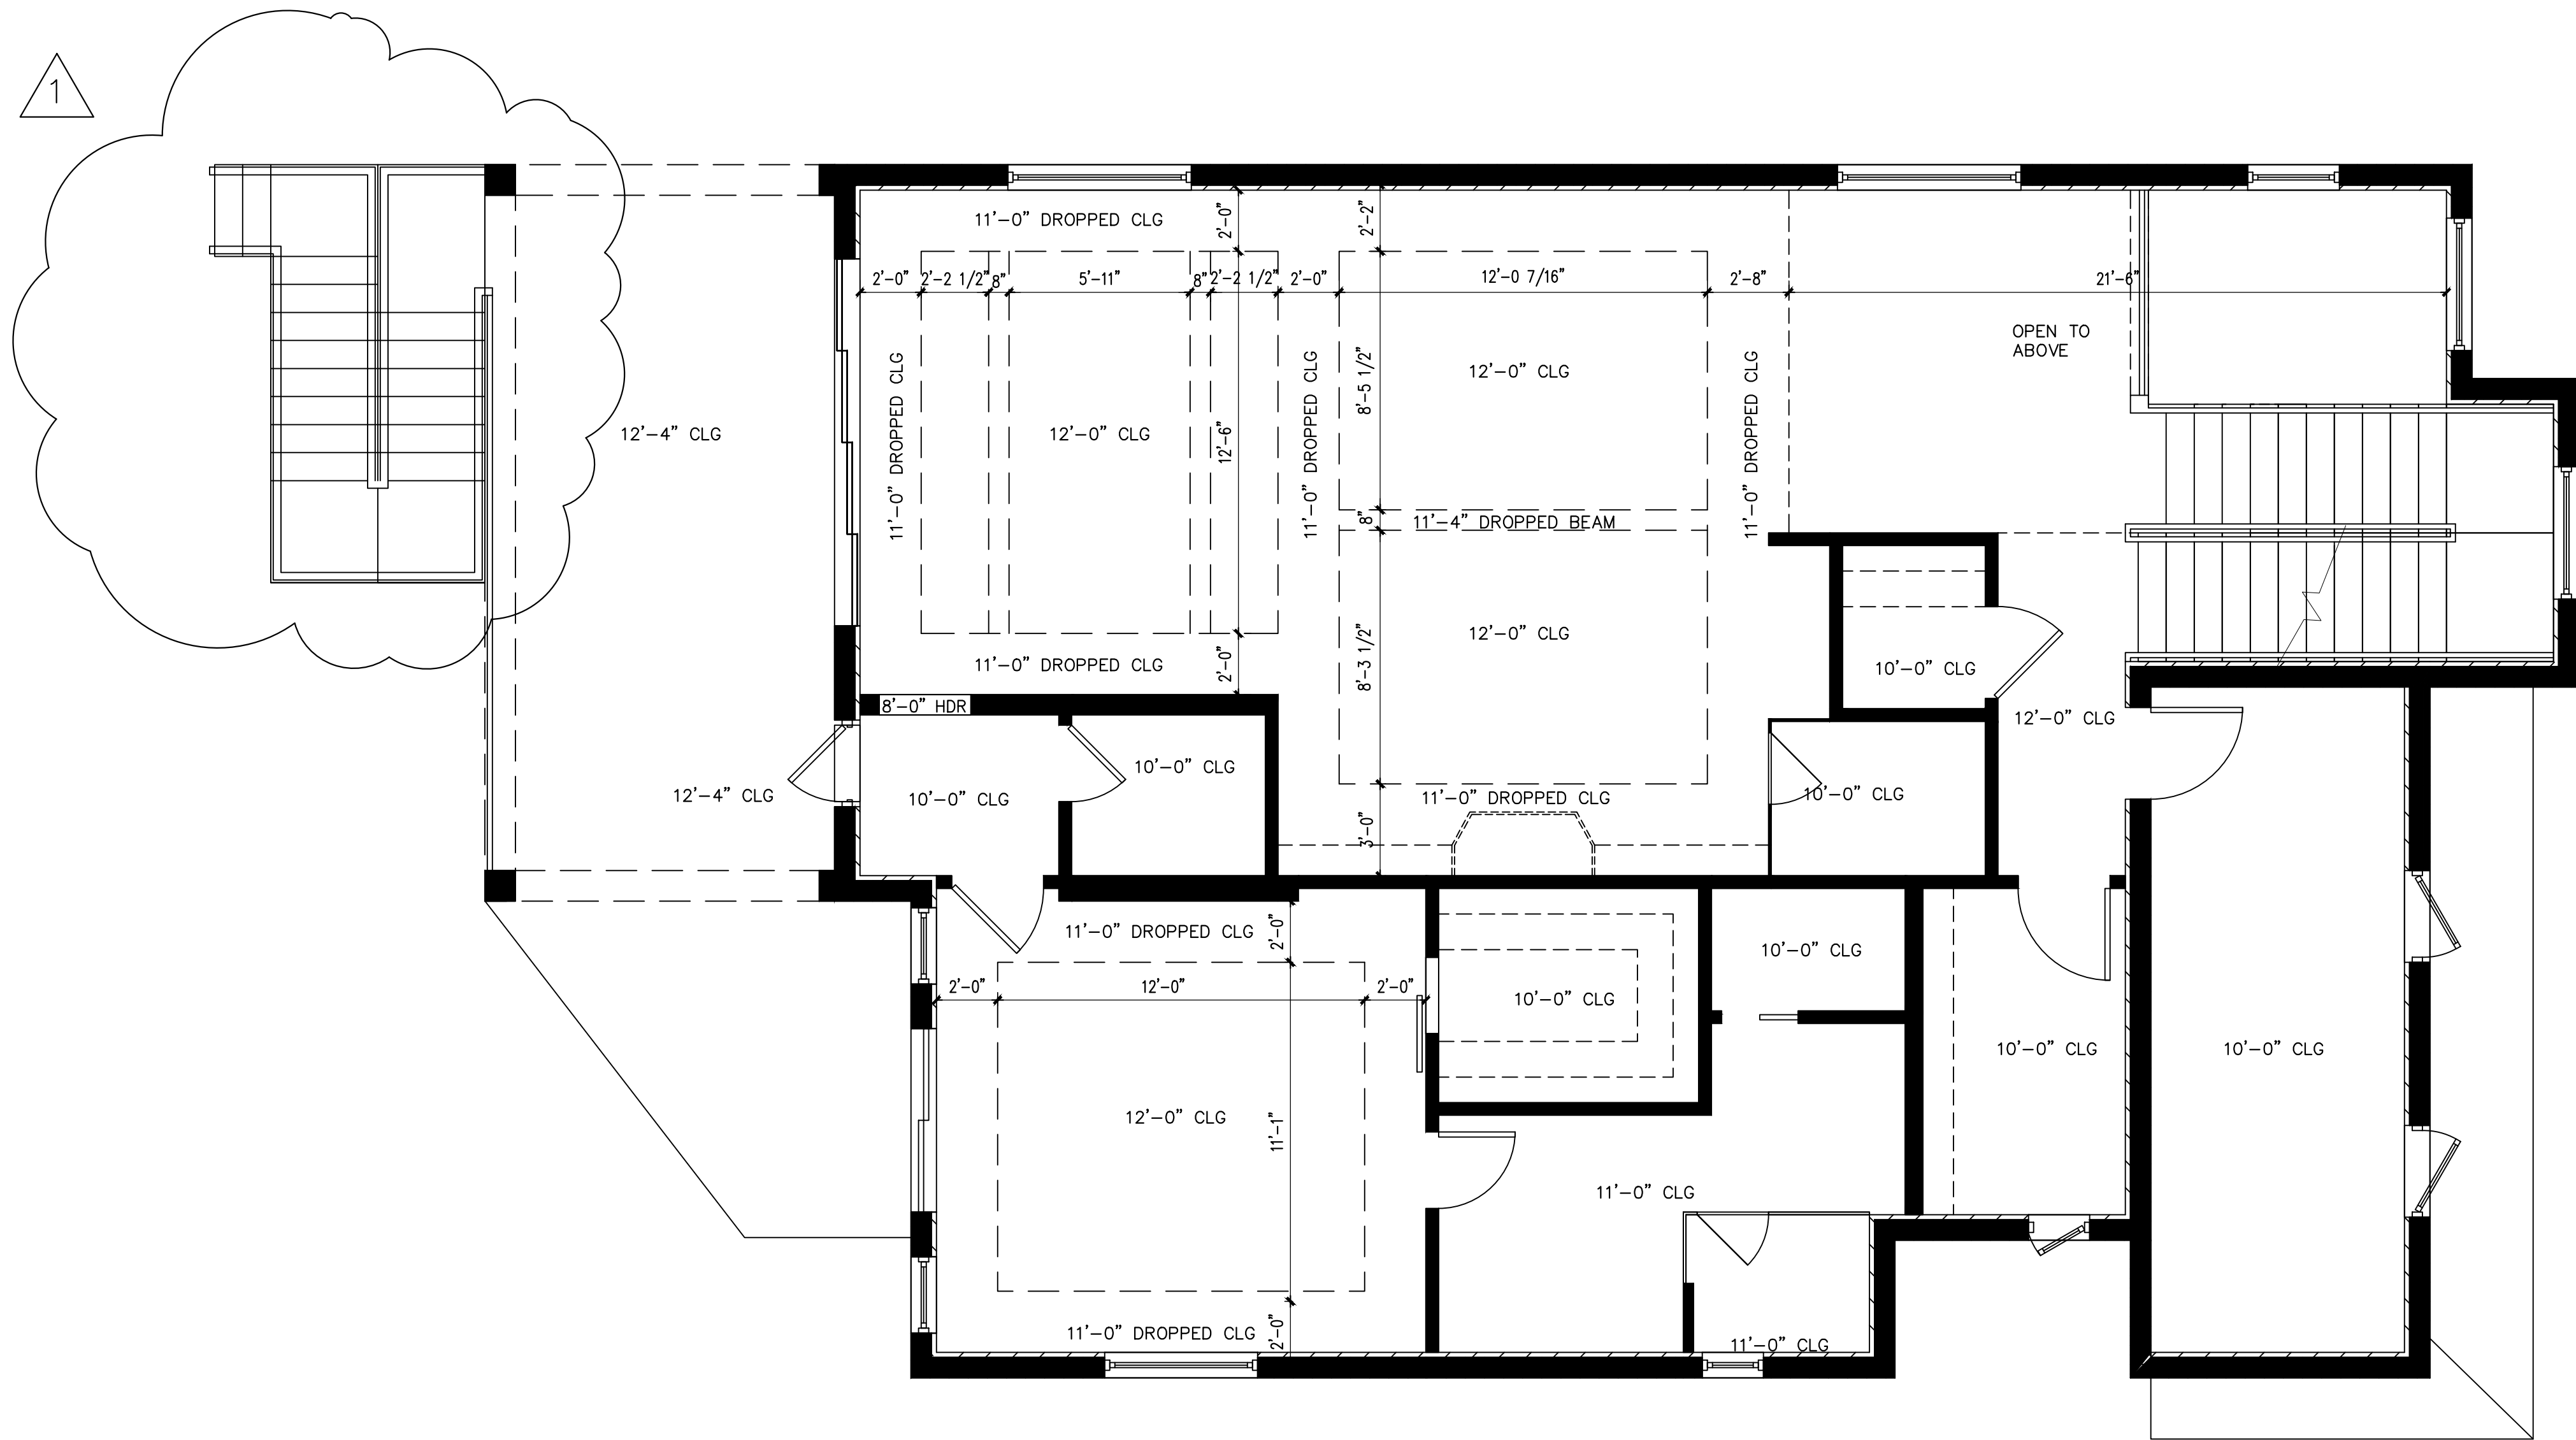 1
11'-0" DROPPED CLG
2'-0"
2'-2"
2'-0"
2'-2 1/2"
8"
5'-11"
8"
2'-2 1/2"
2'-0"
12'-0 7/16"
2'-8"
21'-6"
OPEN TO
ABOVE
12'-4" CLG
11'-0" DROPPED CLG
12'-0" CLG
12'-6"
11'-0" DROPPED CLG
8'-5 1/2"
12'-0" CLG
11'-0" DROPPED CLG
8"
11'-4" DROPPED BEAM
12'-0" CLG
8'-3 1/2"
11'-0" DROPPED CLG
2'-0"
10'-0" CLG
8'-0" HDR
12'-0" CLG
12'-4" CLG
10'-0" CLG
10'-0" CLG
11'-0" DROPPED CLG
10'-0" CLG
3'-0"
11'-0" DROPPED CLG
2'-0"
10'-0" CLG
2'-0"
12'-0"
2'-0"
10'-0" CLG
10'-0" CLG
10'-0" CLG
12'-0" CLG
11'-1"
11'-0" CLG
11'-0" DROPPED CLG
2'-0"
11'-0" CLG